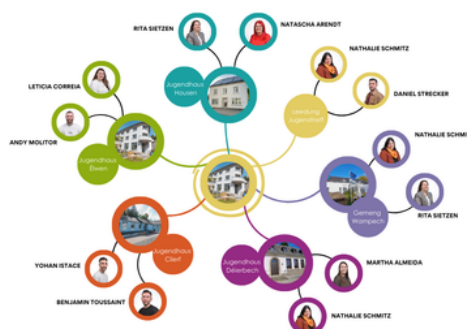 RITA SIETZEN
NATASCHA ARENDT
NATHALIE SCHMITZ
LETICIA CORREIA
Jugendhaus
Housen
DANIEL STRECKER
Leedung
Jugendtreff
ANDY MOLITOR
Jugendhaus
Ëlwen
NATHALIE SCHMI
Gemeng
Wampech
RITA SIETZEN
Jugendhaus
Clierf
Jugendhaus
Déierbech
MARTHA ALMEIDA
YOHAN ISTACE
BENJAMIN TOUSSAINT
NATHALIE SCHMITZ